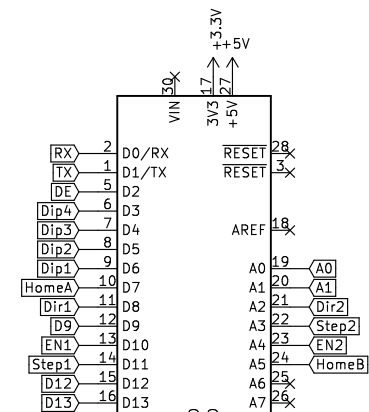 +3.3V
+5V
30 17 27
VIN 3V3 +5V
RX 2 D0/RX RESET 28
TX 1 D1/TX RESET 3
DE 5 D2
Dip4 6 D3
Dip3 7 D4 AREF 18
Dip2 8 D5
Dip1 9 D6 A0 19 A0
HomeA 10 D7 A1 20 A1
Dir1 11 D8 A2 21 Dir2
D9 12 D9 A3 22 Step2
EN1 13 D10 A4 23 EN2
Step1 14 D11 A5 24 HomeB
D12 15 D12 A6 25
D13 16 D13 A7 26